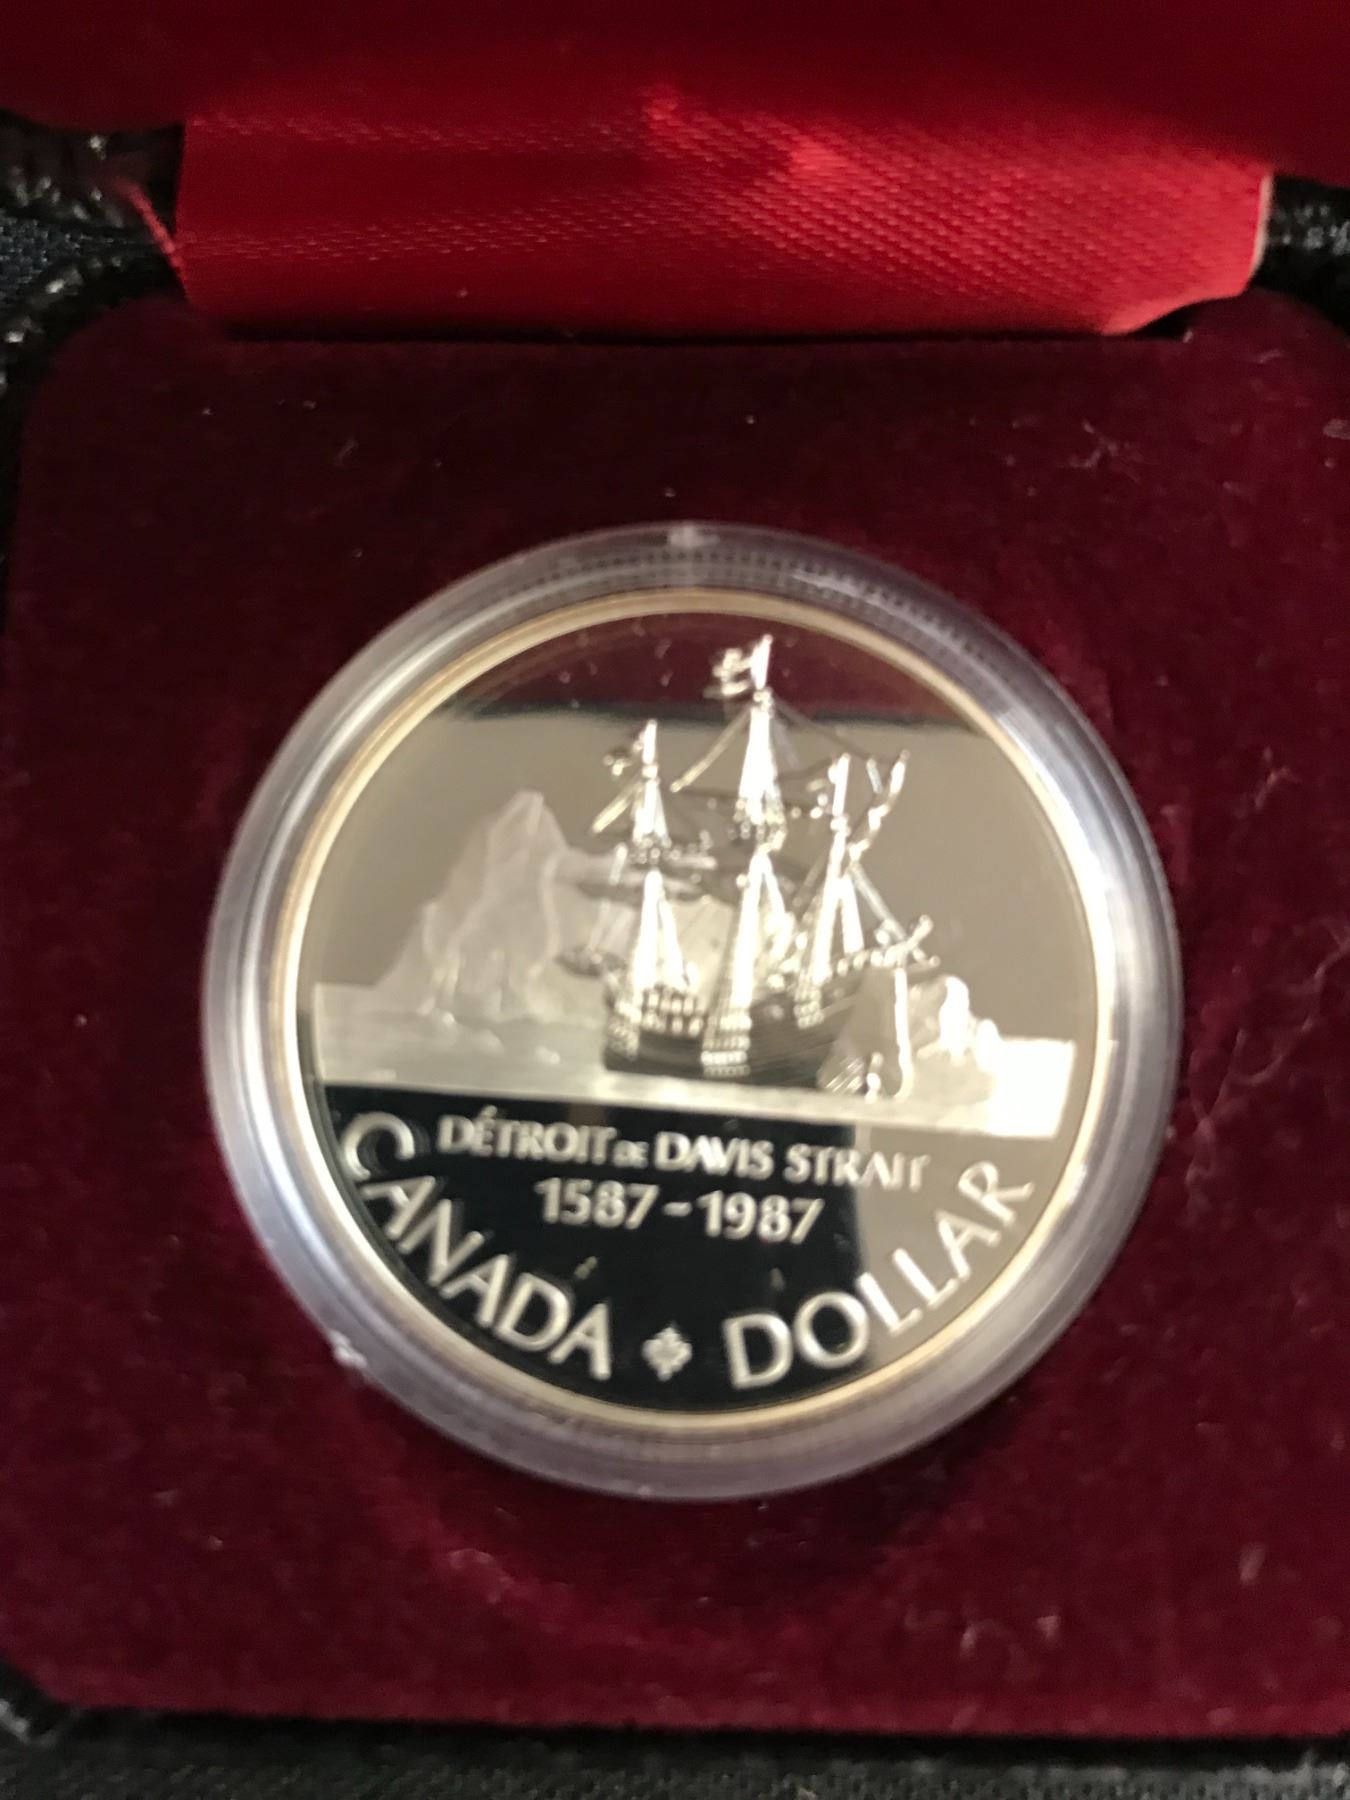 DÉTROIT DE DAVIS STRAIT
1587-1987
CANADA DOLLAR